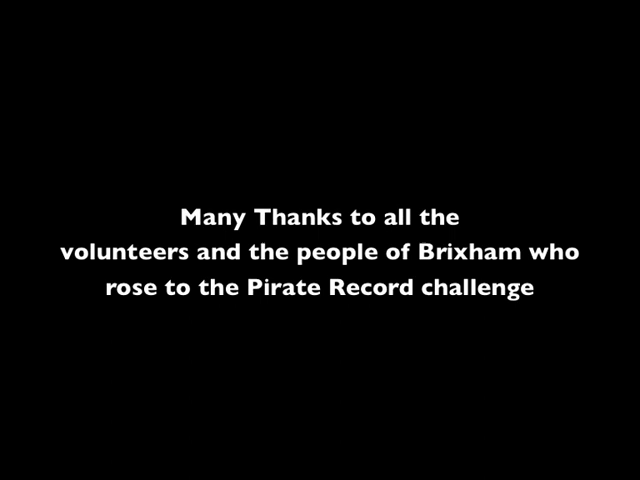 Many Thanks to all the
volunteers and the people of Brixham who
rose to the Pirate Record challenge